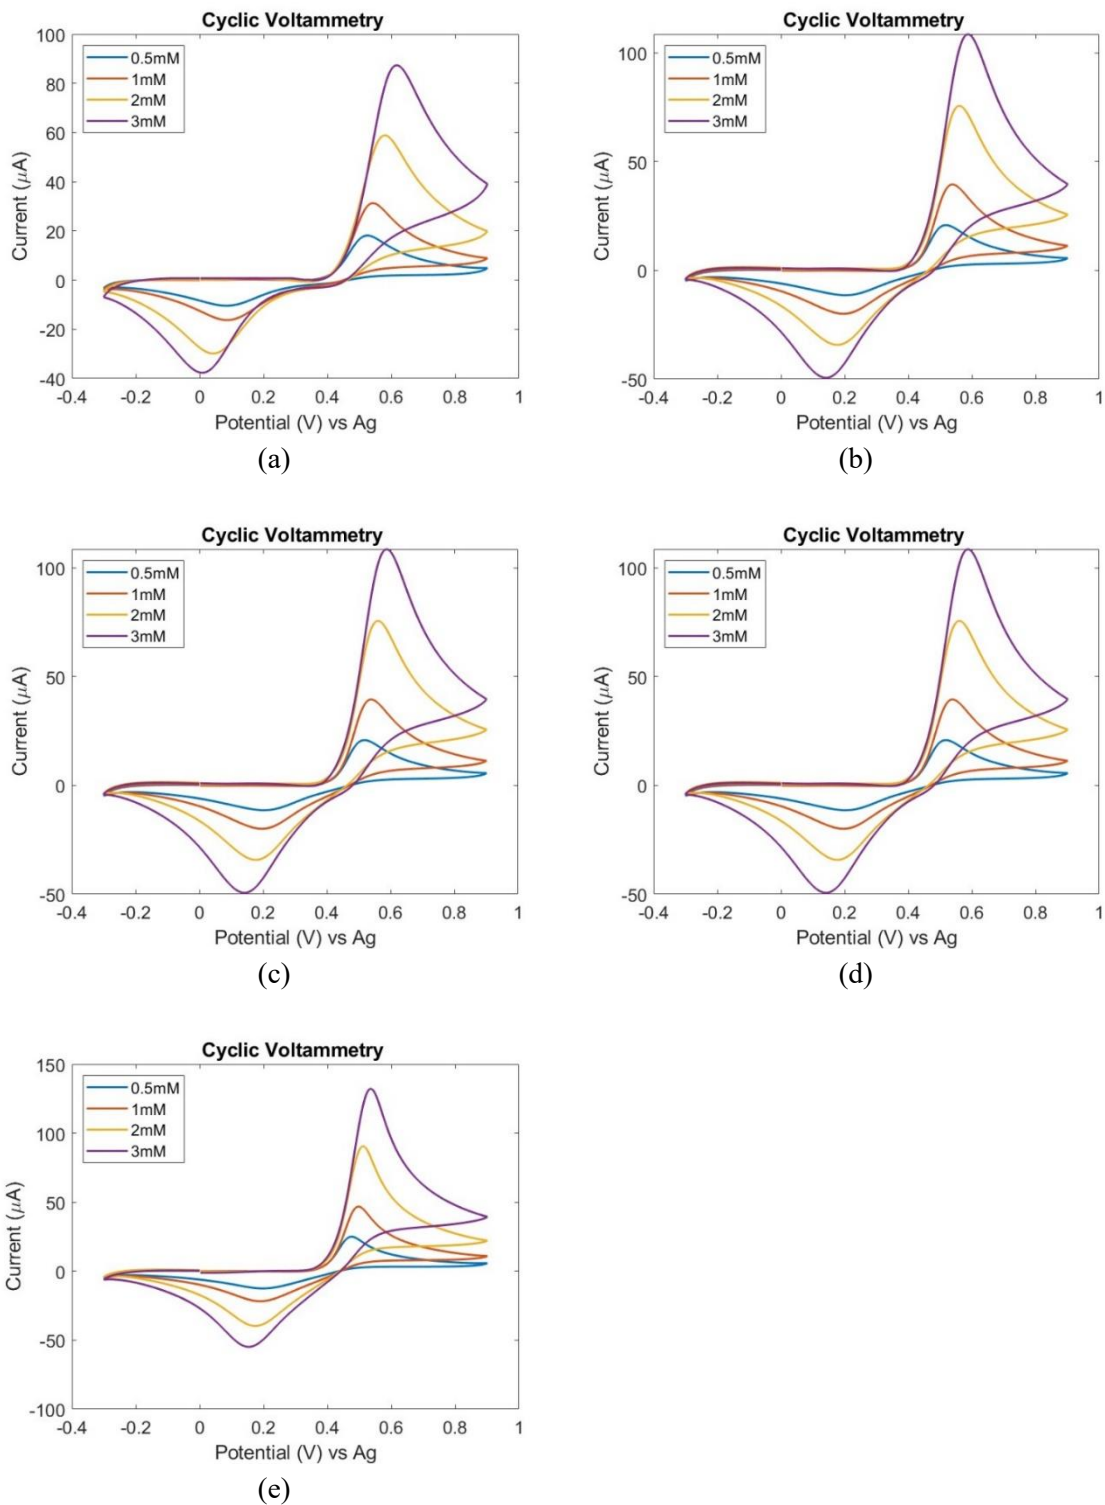 Cyclic Voltammetry
0.5mM
1mM
2mM
3mM
100
80
60
40
20
0
-20
-40
Current (μA)
-0.4 -0.2 0 0.2 0.4 0.6 0.8 1
Potential (V) vs Ag
(a)
Cyclic Voltammetry
0.5mM
1mM
2mM
3mM
100
50
0
-50
Current (μA)
-0.4 -0.2 0 0.2 0.4 0.6 0.8 1
Potential (V) vs Ag
(b)
Cyclic Voltammetry
0.5mM
1mM
2mM
3mM
100
50
0
-50
Current (μA)
-0.4 -0.2 0 0.2 0.4 0.6 0.8 1
Potential (V) vs Ag
(c)
Cyclic Voltammetry
0.5mM
1mM
2mM
3mM
100
50
0
-50
Current (μA)
-0.4 -0.2 0 0.2 0.4 0.6 0.8 1
Potential (V) vs Ag
(d)
Cyclic Voltammetry
0.5mM
1mM
2mM
3mM
150
100
50
0
-50
-100
Current (μA)
-0.4 -0.2 0 0.2 0.4 0.6 0.8 1
Potential (V) vs Ag
(e)